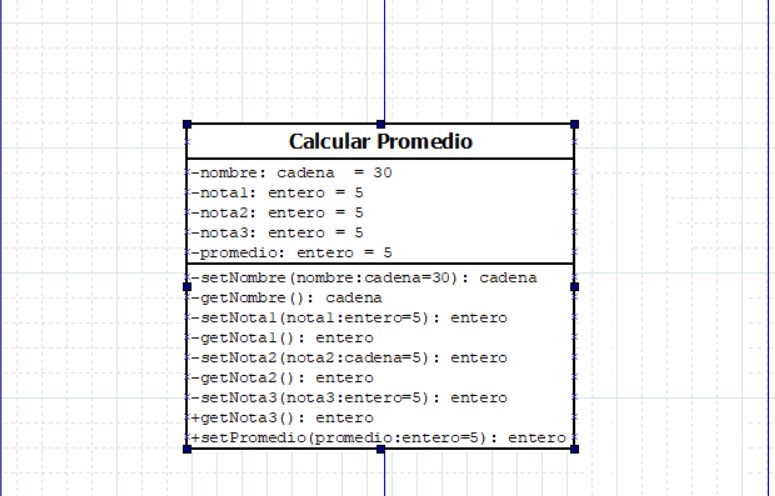 Calcular Promedio
-nombre: cadena = 30
-nota1: entero = 5
-nota2: entero = 5
-nota3: entero = 5
-promedio: entero = 5
-setNombre(nombre:cadena=30): cadena
-getNombre(): cadena
-setNota1(nota1:entero=5): entero
-getNota1(): entero
-setNota2(nota2:cadena=5): entero
-getNota2(): entero
-setNota3(nota3:entero=5): entero
+getNota3(): entero
+setPromedio(promedio:entero=5): entero